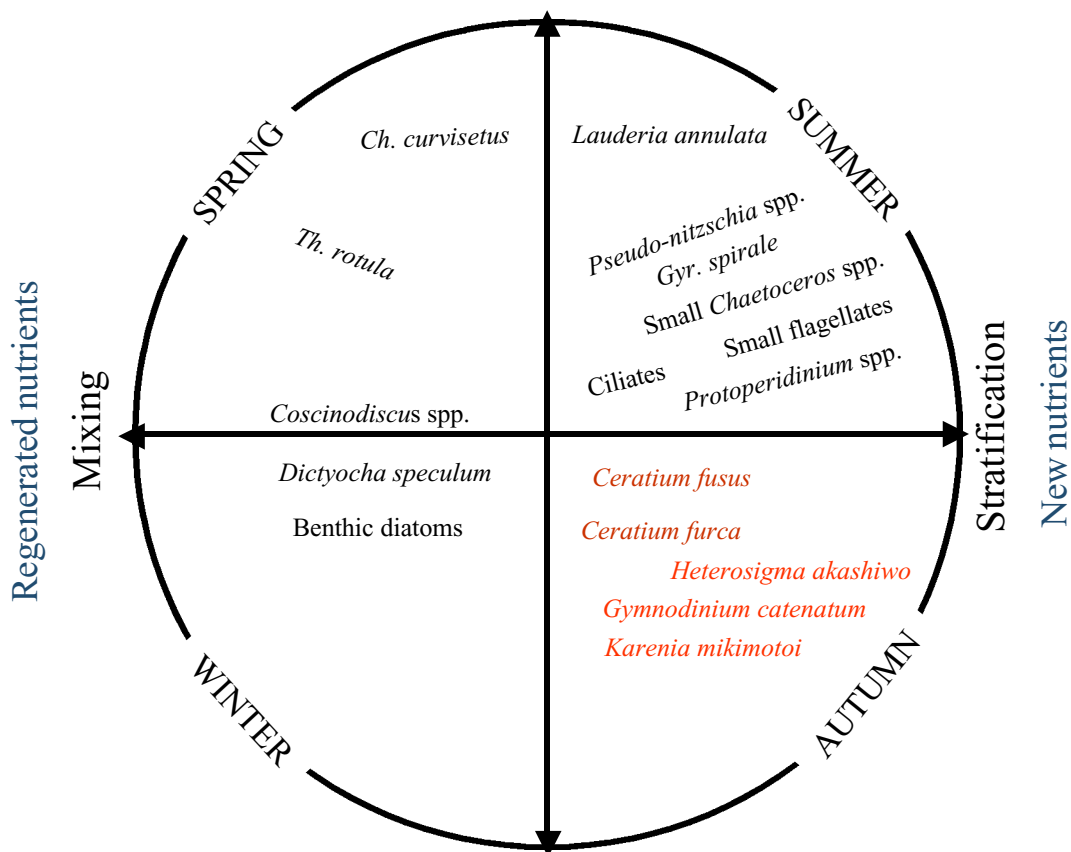 SPRING
SUMMER
Ch. curvisetus
Lauderia annulata
Th. rotula
Pseudo-nitzschia spp.
Gyr. spirale
Small Chaetoceros spp.
Small flagellates
Ciliates
Protoperidinium spp.
Coscinodiscus spp.
Regenerated nutrients
Mixing
Stratification
New nutrients
Dictyocha speculum
Benthic diatoms
Ceratium fusus
Ceratium furca
Heterosigma akashiwo
Gymnodinium catenatum
Karenia mikimotoi
WINTER
AUTUMN